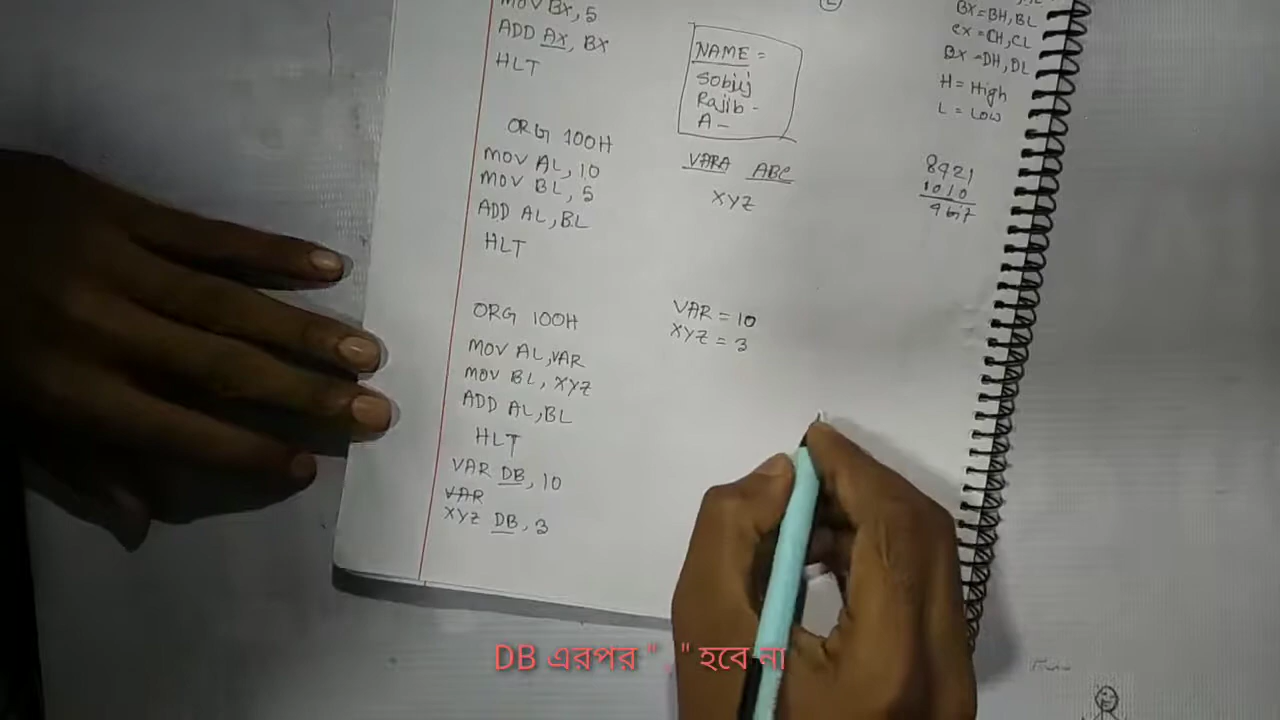 MOV BX, 5
ADD AX, BX
HLT
ORG 100H
MOV AL, 10
MOV BL, 5
ADD AL, BL
HLT
ORG 100H
MOV AL, VAR
MOV BL, XYZ
ADD AL, BL
HLT
VAR DB, 10
VAR
XYZ DB, 3
NAME =
Sobuj
Rajib -
A -
VARA ABC
XYZ
VAR = 10
XYZ = 3
BX = BH, BL
CX = CH, CL
DX = DH, DL
H = High
L = Low
8421
1010
DB এরপর " , " হবে না